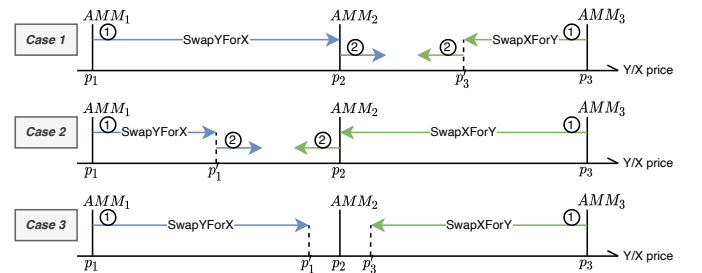 AMM₁ AMM₂ AMM₃
Case 1 ① SwapYForX ② ② SwapXForY ①
p₁ p₂ p₃′ p₃ Y/X price
AMM₁ AMM₂ AMM₃
Case 2 ① SwapYForX ② ② SwapXForY ①
p₁ p₁′ p₂ p₃ Y/X price
AMM₁ AMM₂ AMM₃
Case 3 ① SwapYForX SwapXForY ①
p₁ p₁′ p₂ p₃′ p₃ Y/X price